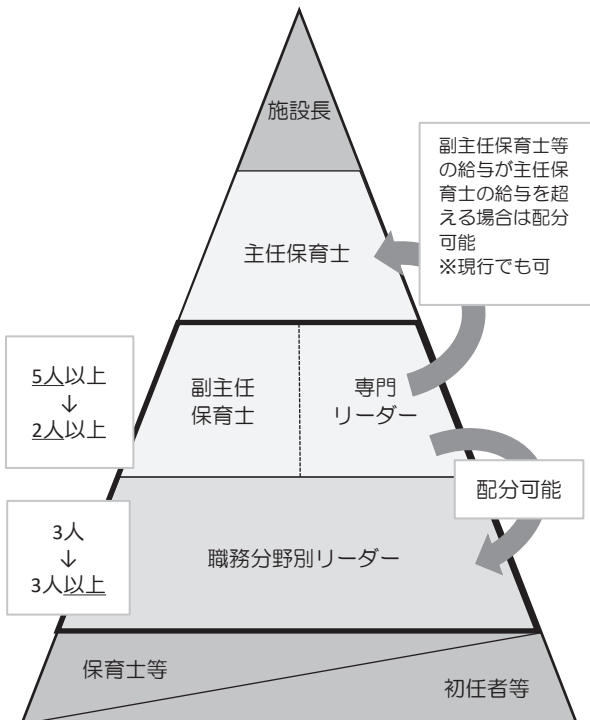 施設長
副主任保育士等
の給与が主任保
育士の給与を超
える場合は配分
可能
※現行でも可
主任保育士
5人以上
↓
2人以上
副主任
保育士
専門
リーダー
配分可能
3人
↓
3人以上
職務分野別リーダー
保育士等
初任者等